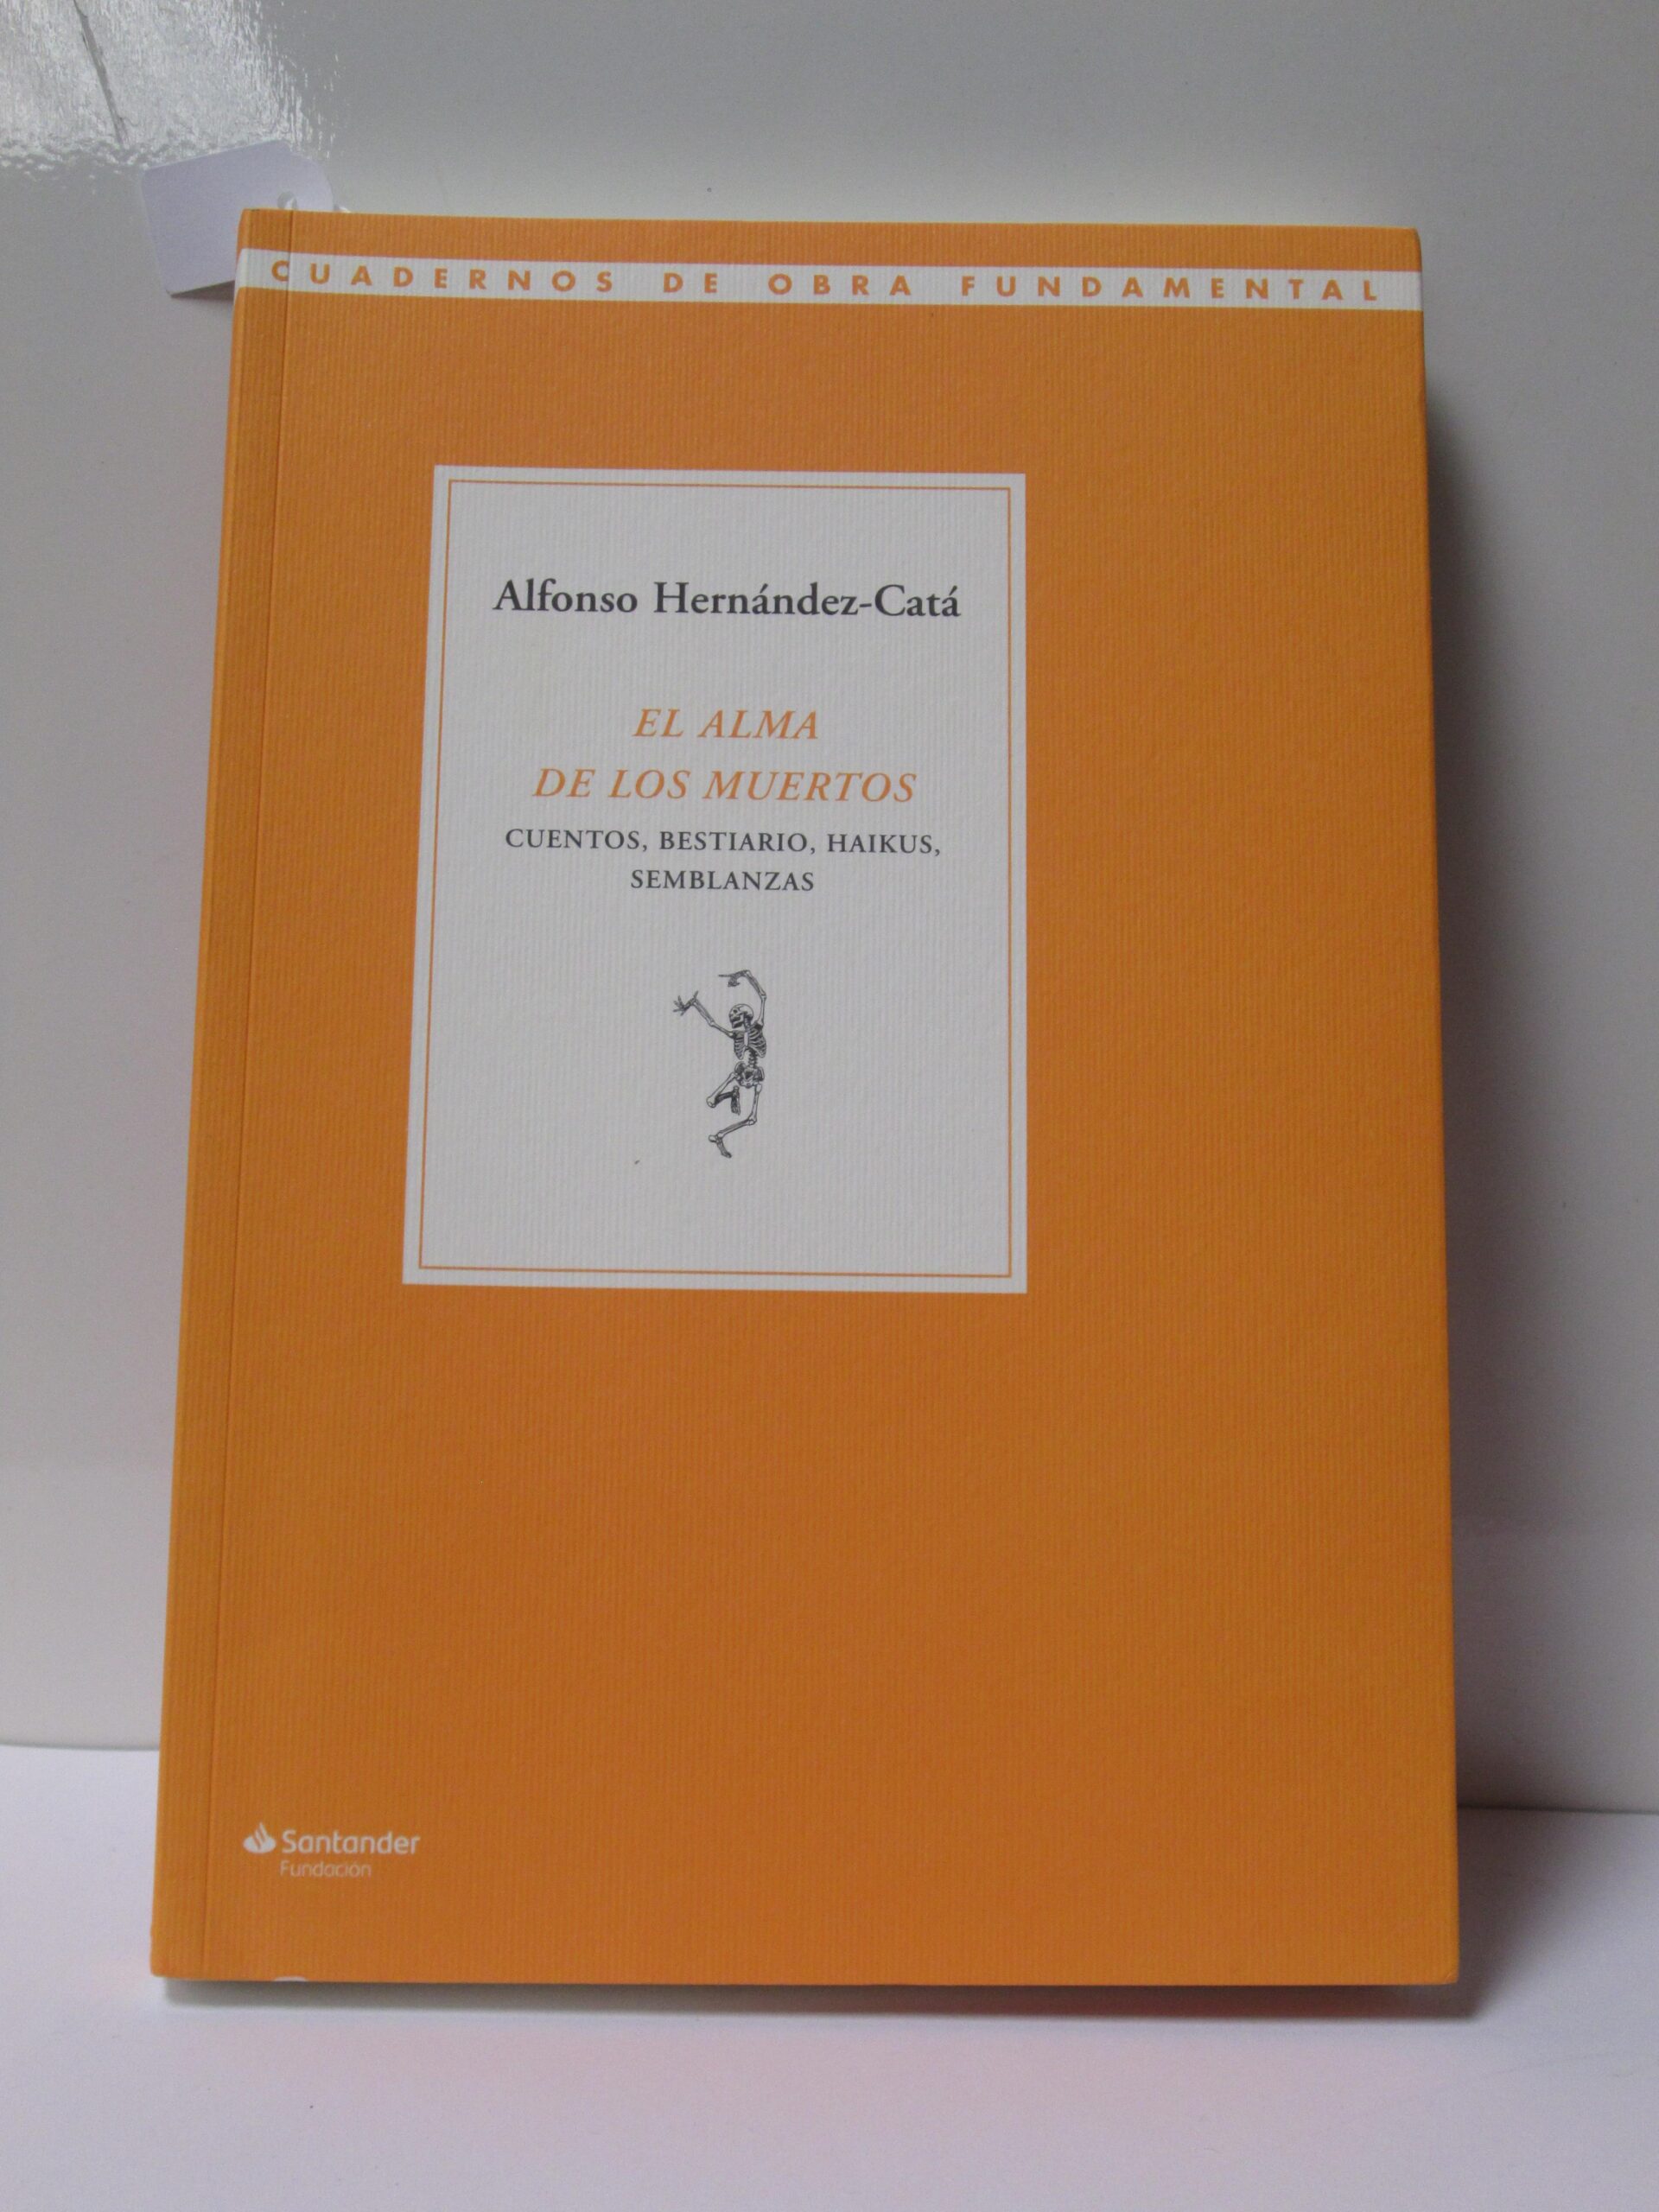 CUADERNOS DE OBRA FUNDAMENTAL
Alfonso Hernández-Catá
EL ALMA
DE LOS MUERTOS
CUENTOS, BESTIARIO, HAIKUS,
SEMBLANZAS
Santander
Fundación